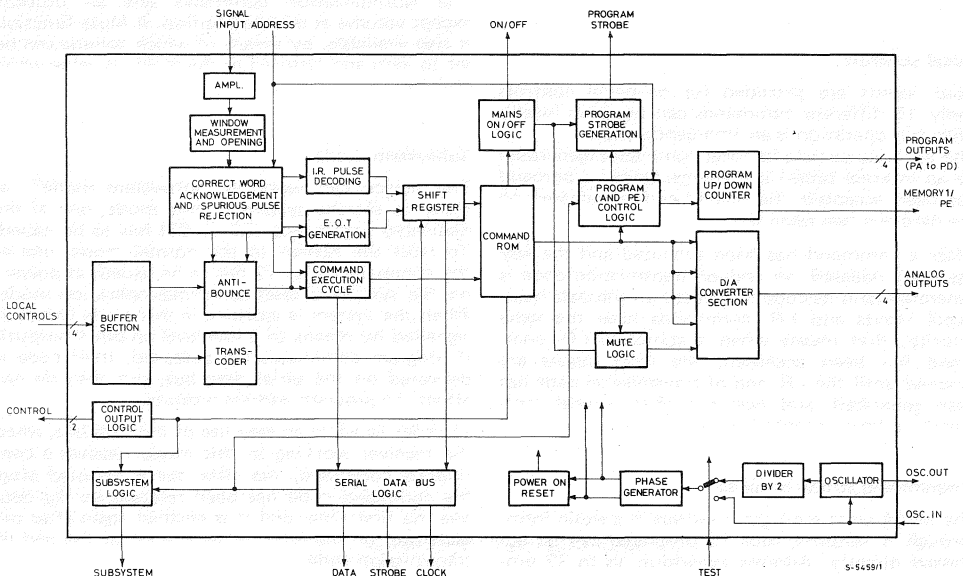 SIGNAL
INPUT ADDRESS
ON/OFF
PROGRAM
STROBE
AMPL.
WINDOW
MEASUREMENT
AND OPENING
CORRECT WORD
ACKNOWLEDGEMENT
AND SPURIOUS PULSE
REJECTION
I.R. PULSE
DECODING
E.O.T
GENERATION
COMMAND
EXECUTION
CYCLE
SHIFT
REGISTER
MAINS
ON/OFF
LOGIC
PROGRAM
STROBE
GENERATION
PROGRAM
(AND PE)
CONTROL
LOGIC
PROGRAM
UP/DOWN
COUNTER
4
PROGRAM
OUTPUTS
(PA to PD)
MEMORY1/
PE
COMMAND
ROM
D/A
CONVERTER
SECTION
ANALOG
OUTPUTS
4
MUTE
LOGIC
LOCAL
CONTROLS
4
BUFFER
SECTION
ANTI-
BOUNCE
TRANS-
CODER
CONTROL
2
CONTROL
OUTPUT
LOGIC
SUBSYSTEM
LOGIC
SERIAL DATA BUS
LOGIC
POWER ON
RESET
PHASE
GENERATOR
DIVIDER
BY 2
OSCILLATOR
OSC.OUT
OSC.IN
S-5459/1
SUBSYSTEM
DATA STROBE CLOCK
TEST